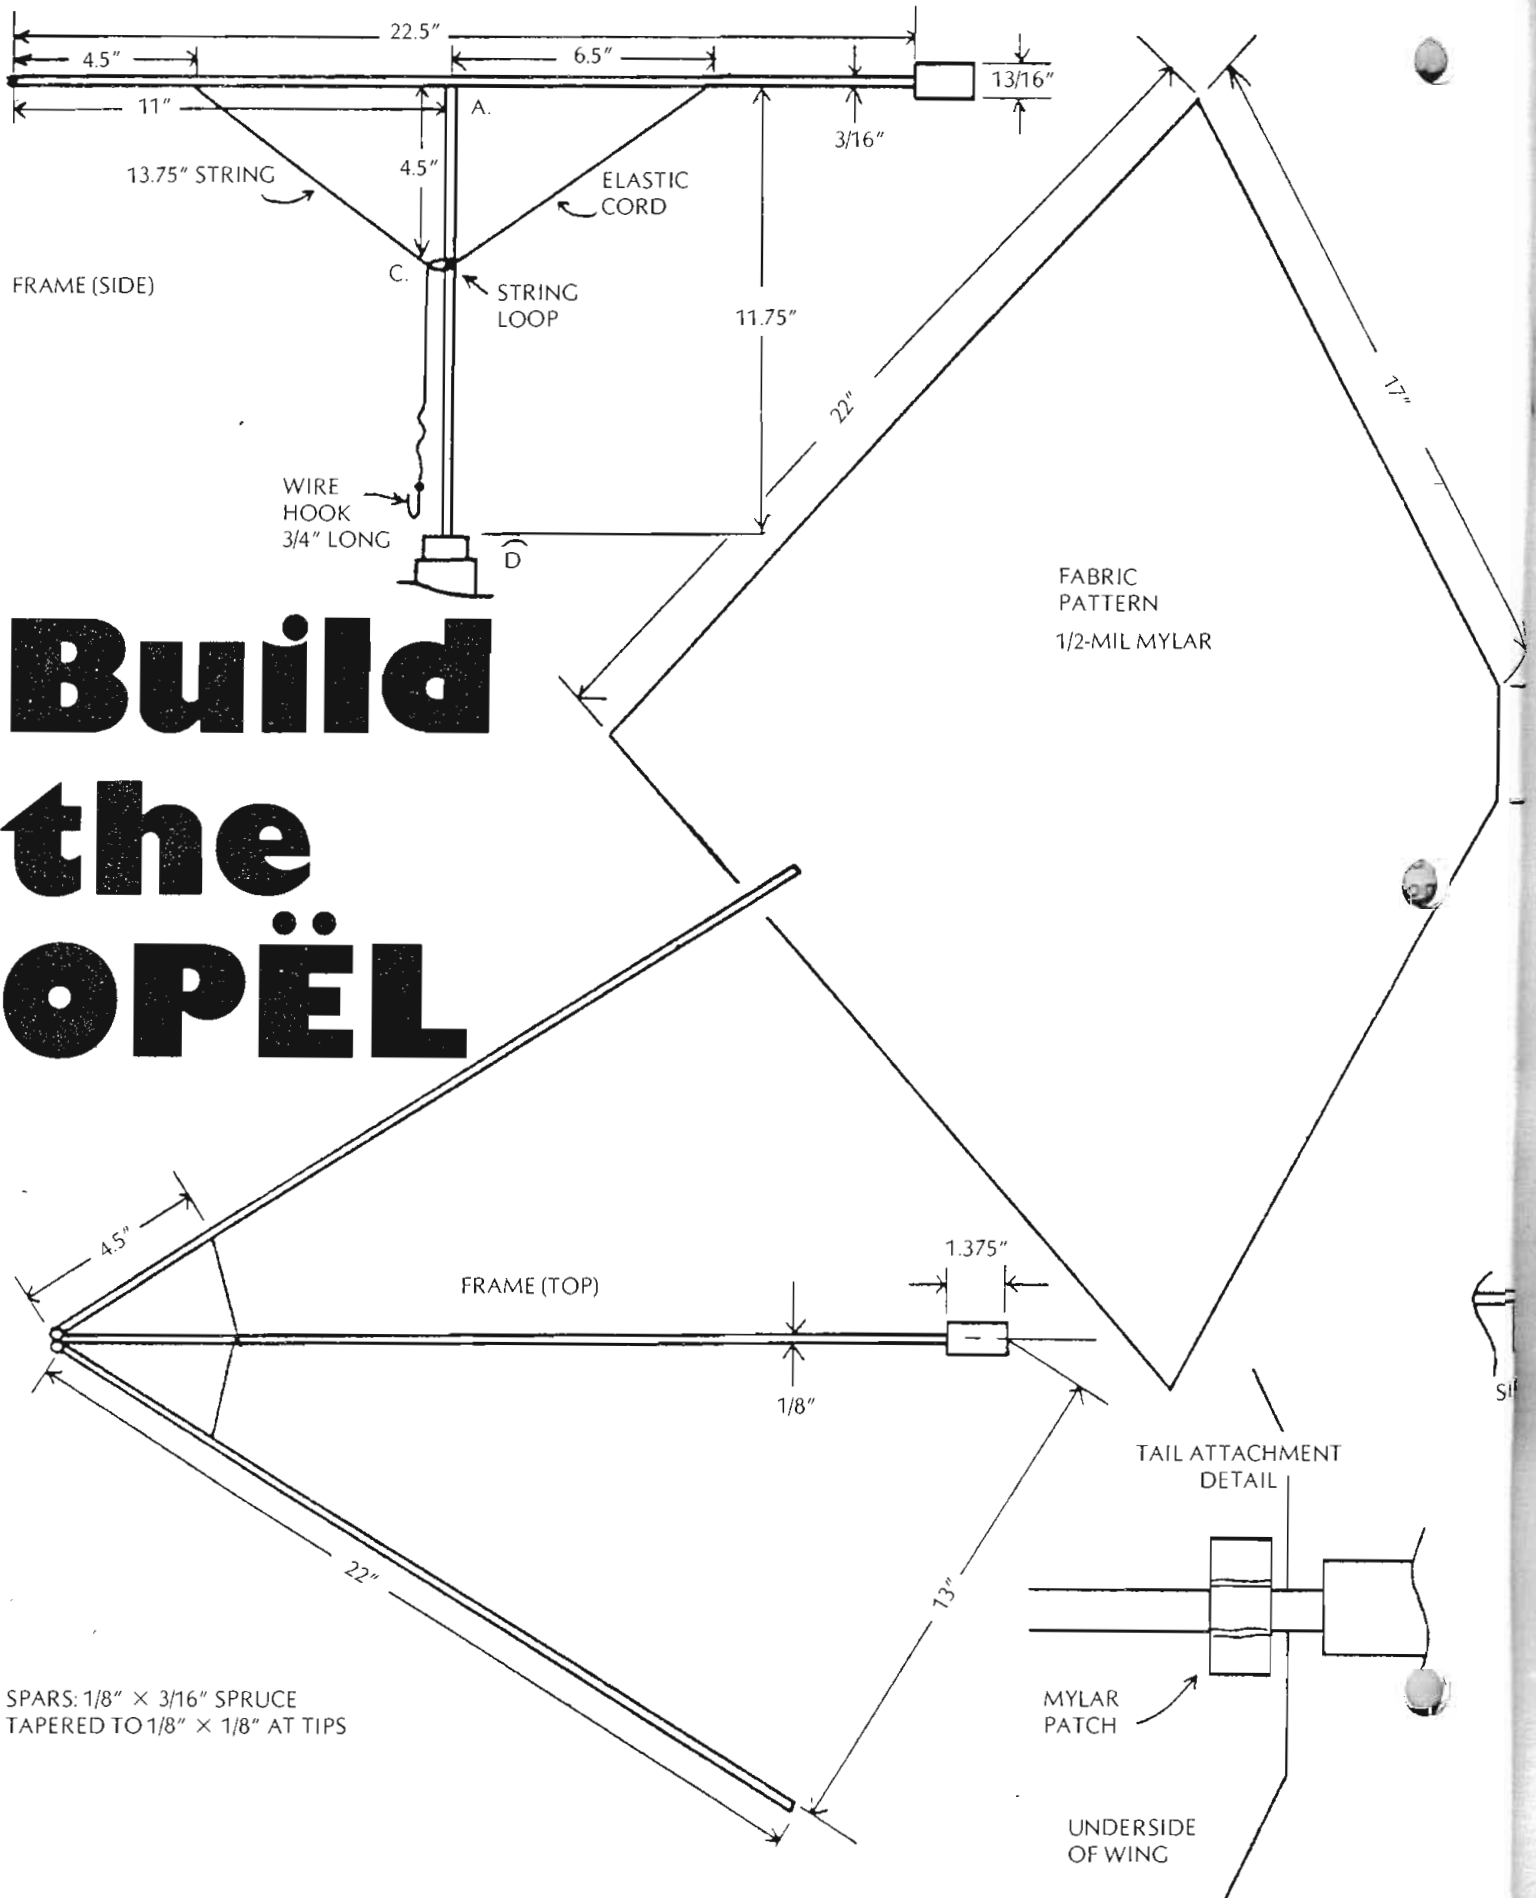 22.5"
4.5"
6.5"
13/16"
11"
A.
3/16"
13.75" STRING
4.5"
ELASTIC
CORD
C.
FRAME (SIDE)
STRING
LOOP
11.75"
22"
17"
WIRE
HOOK
3/4" LONG
D
FABRIC
PATTERN
1/2-MIL MYLAR
Build
the
OPËL
4.5"
FRAME (TOP)
1.375"
1/8"
22"
13"
TAIL ATTACHMENT
DETAIL
SPARS: 1/8" × 3/16" SPRUCE
TAPERED TO 1/8" × 1/8" AT TIPS
MYLAR
PATCH
UNDERSIDE
OF WING